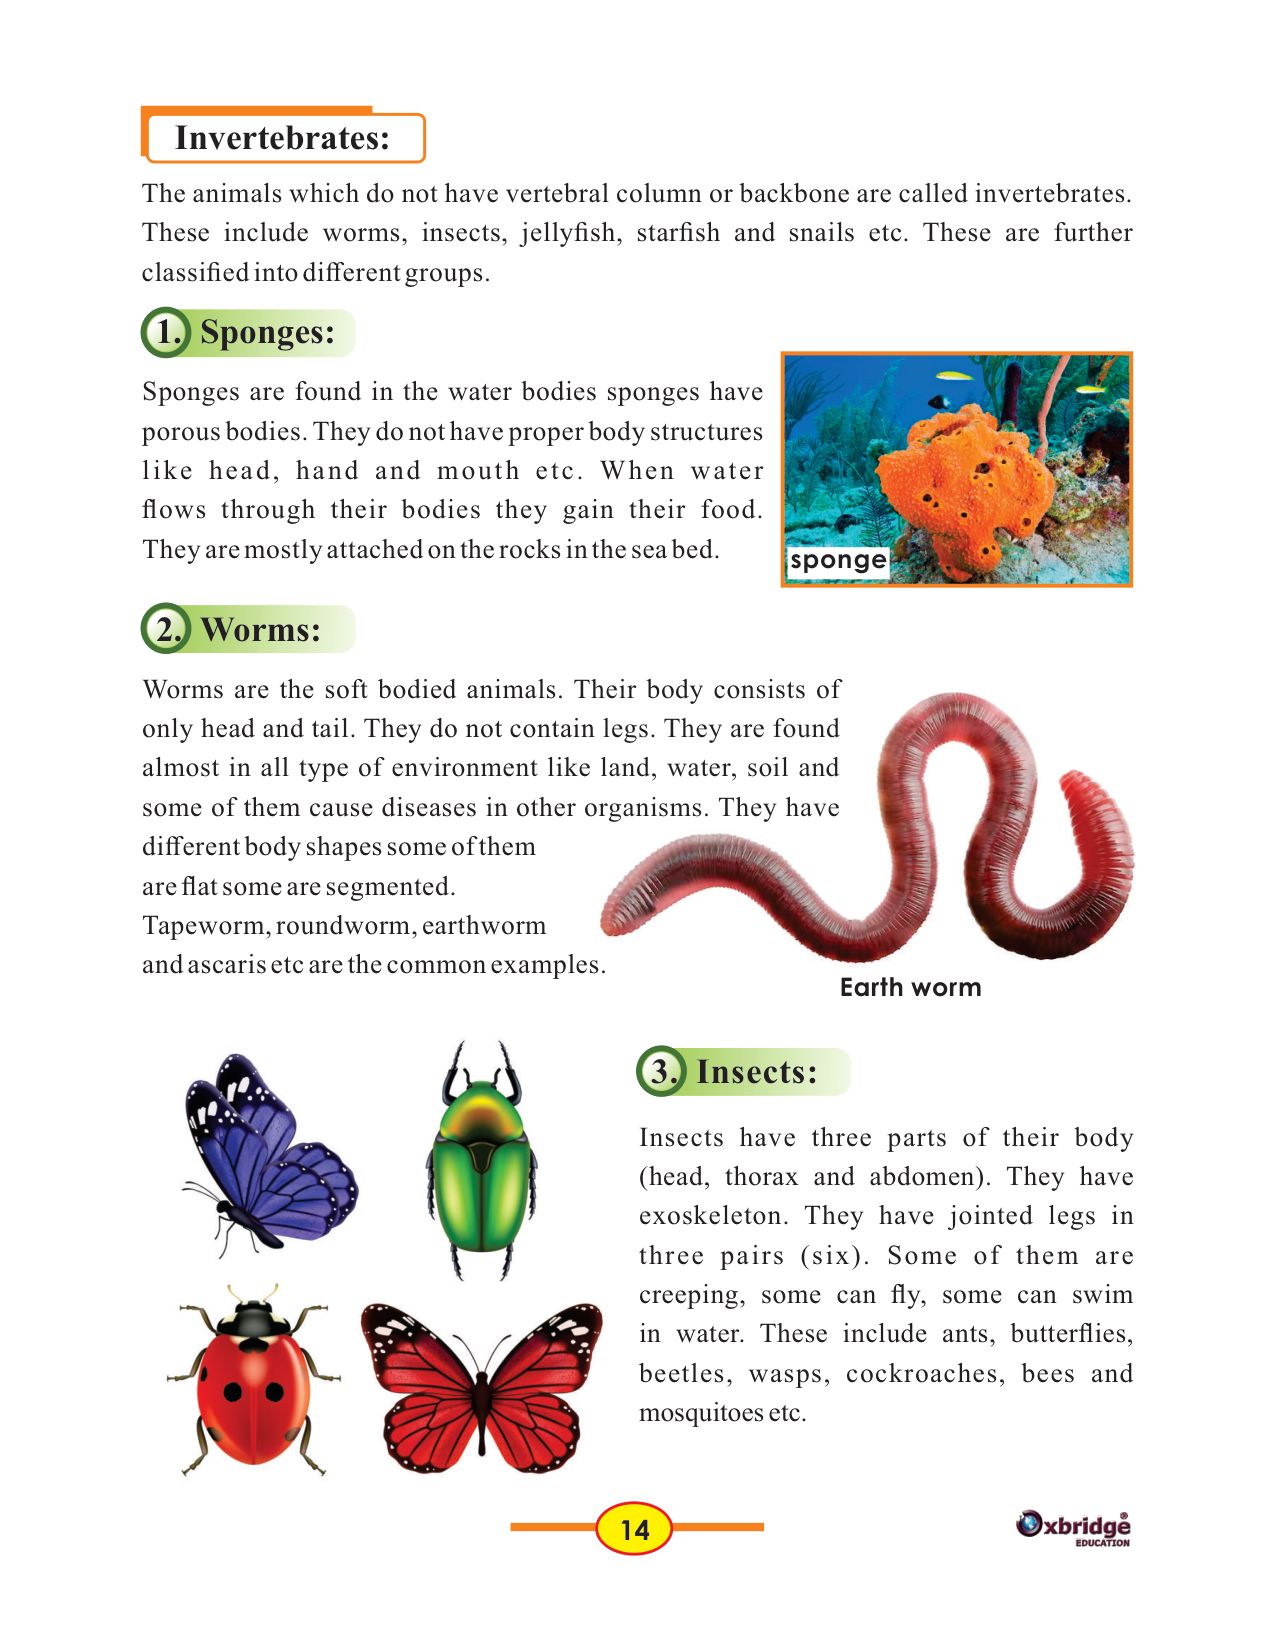 Invertebrates:
The animals which do not have vertebral column or backbone are called invertebrates.
These include worms, insects, jellyfish, starfish and snails etc. These are further
classified into different groups.
1. Sponges:
Sponges are found in the water bodies sponges have
porous bodies. They do not have proper body structures
like head, hand and mouth etc. When water
flows through their bodies they gain their food.
They are mostly attached on the rocks in the sea bed.
sponge
2. Worms:
Worms are the soft bodied animals. Their body consists of
only head and tail. They do not contain legs. They are found
almost in all type of environment like land, water, soil and
some of them cause diseases in other organisms. They have
different body shapes some of them
are flat some are segmented.
Tapeworm, roundworm, earthworm
and ascaris etc are the common examples.
Earth worm
3. Insects:
Insects have three parts of their body
(head, thorax and abdomen). They have
exoskeleton. They have jointed legs in
three pairs (six). Some of them are
creeping, some can fly, some can swim
in water. These include ants, butterflies,
beetles, wasps, cockroaches, bees and
mosquitoes etc.
14
Oxbridge®
EDUCATION